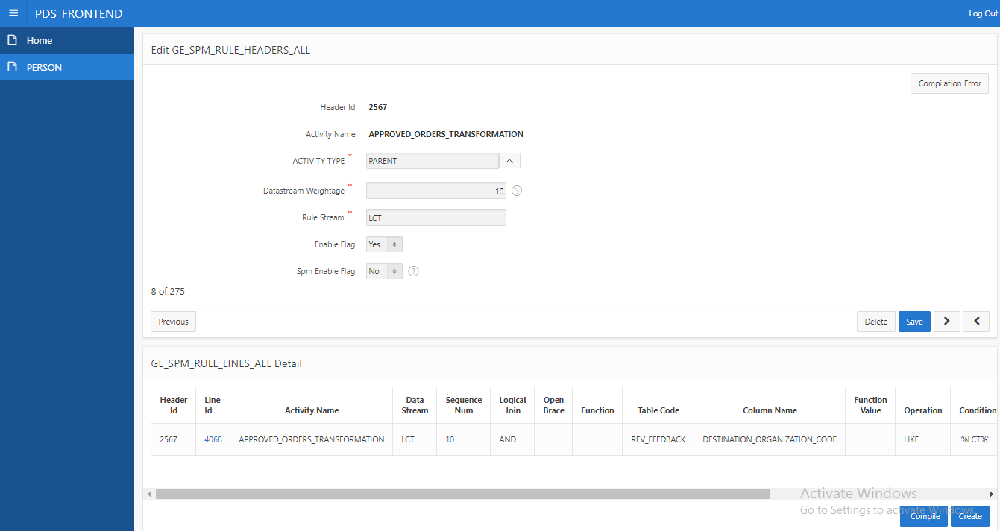 PDS_FRONTEND
Log Out
Home
PERSON
Edit GE_SPM_RULE_HEADERS_ALL
Compilation Error
Header Id 2567
Activity Name APPROVED_ORDERS_TRANSFORMATION
ACTIVITY TYPE * PARENT
Datastream Weightage * 10 ?
Rule Stream * LCT
Enable Flag Yes
Spm Enable Flag No ?
8 of 275
Previous Delete Save
GE_SPM_RULE_LINES_ALL Detail
Header Id Line Id Activity Name Data Stream Sequence Num Logical Join Open Brace Function Table Code Column Name Function Value Operation Condition
2567 4068 APPROVED_ORDERS_TRANSFORMATION LCT 10 AND REV_FEEDBACK DESTINATION_ORGANIZATION_CODE LIKE '%LCT%'
Activate Windows
Go to Settings to activate Windows.
Compile Create